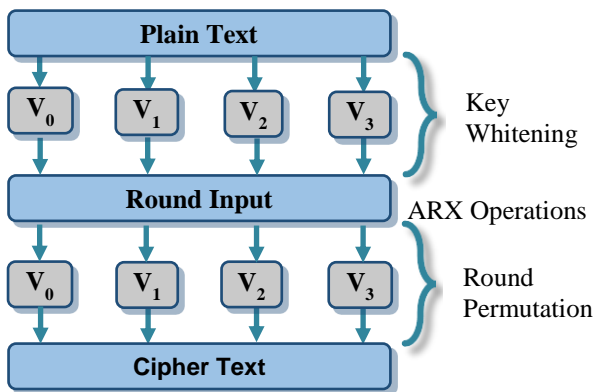 Plain Text
V0 V1 V2 V3
Key
Whitening
Round Input
ARX Operations
V0 V1 V2 V3
Round
Permutation
Cipher Text